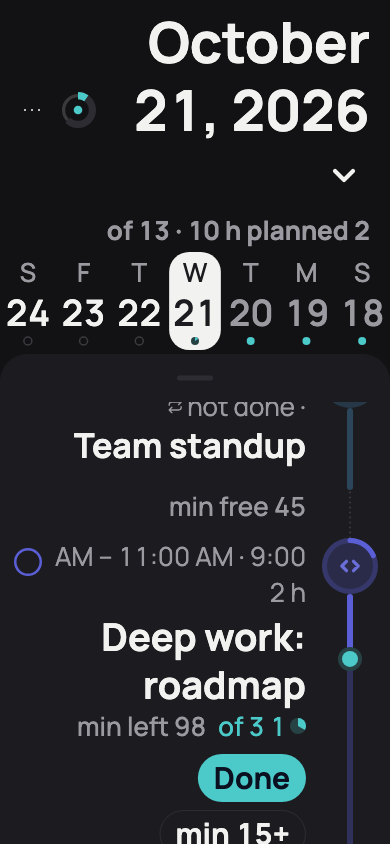 October
21, 2026
of 13 · 10 h planned 2
S F T W T M S
24 23 22 21 20 19 18
not done ·
Team standup
min free 45
AM – 11:00 AM · 9:00
2 h
Deep work:
roadmap
min left 98 of 3 1
Done
min 15+